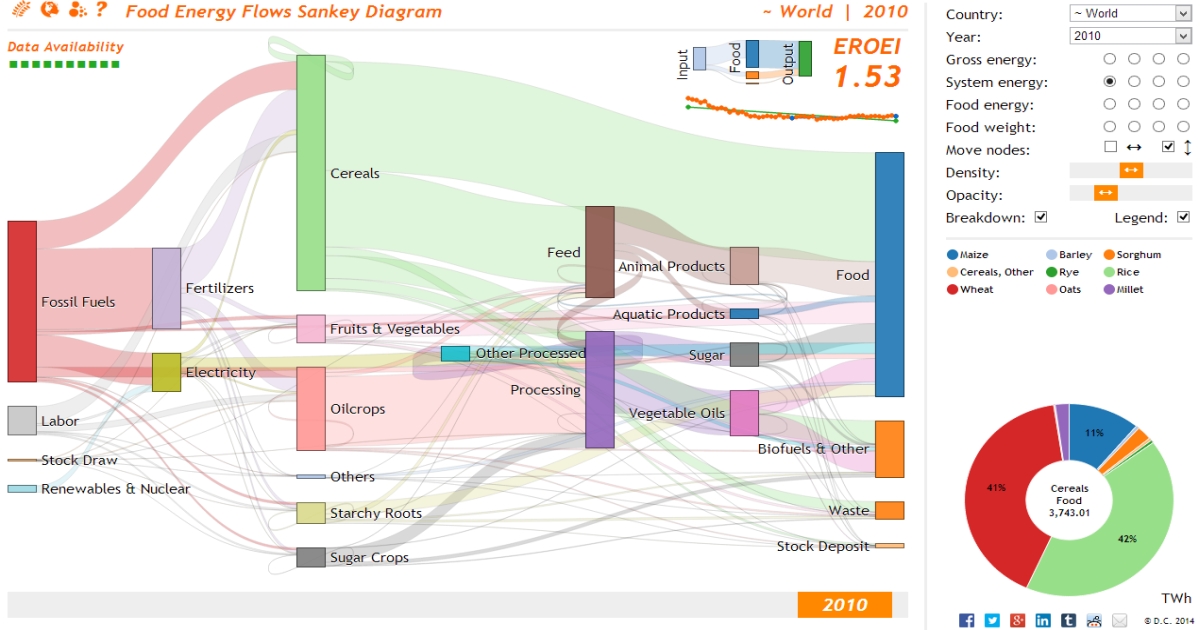 ? Food Energy Flows Sankey Diagram
~ World | 2010
Data Availability
Input
Food
Output
EROEI
1.53
Cereals
Feed
Animal Products
Food
Fossil Fuels
Fertilizers
Aquatic Products
Fruits & Vegetables
Other Processed
Sugar
Electricity
Processing
Oilcrops
Vegetable Oils
Labor
Biofuels & Other
Stock Draw
Others
Renewables & Nuclear
Starchy Roots
Waste
Stock Deposit
Sugar Crops
2010
Country:
~ World
Year:
2010
Gross energy:
System energy:
Food energy:
Food weight:
Move nodes:
Density:
Opacity:
Breakdown:
Legend:
Maize
Barley
Sorghum
Cereals, Other
Rye
Rice
Wheat
Oats
Millet
11%
41%
Cereals
Food
3,743.01
42%
TWh
© D.C. 2014